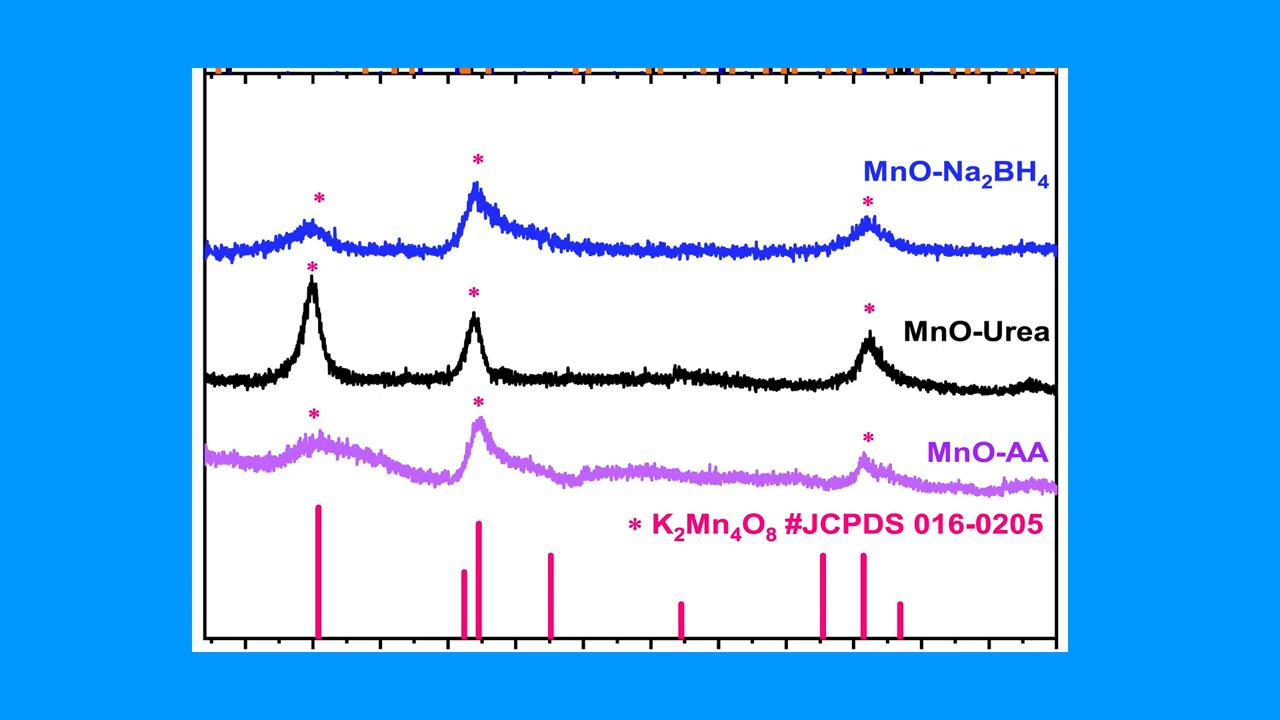 MnO-Na₂BH₄
MnO-Urea
MnO-AA
* K₂Mn₄O₈ #JCPDS 016-0205